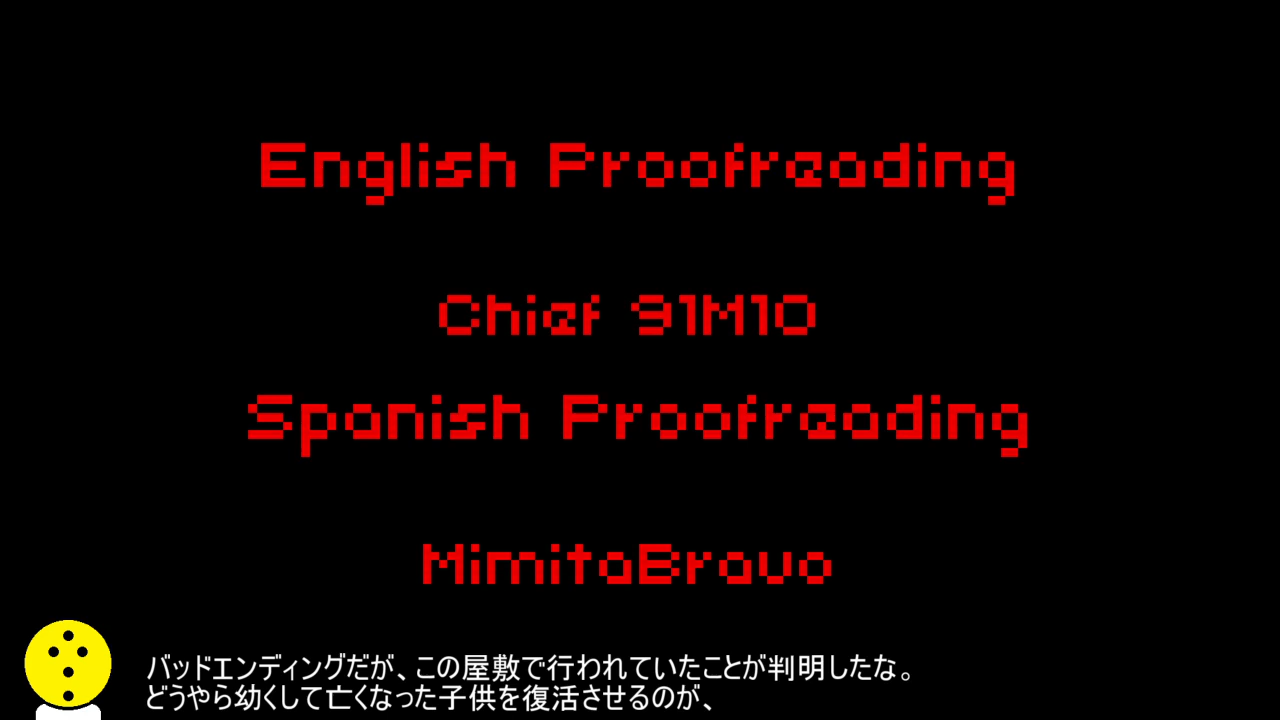 English Proofreading
Chief 91M10
Spanish Proofreading
MimitaBravo
バッドエンディングだが、この屋敷で行われていたことが判明したな。
どうやら幼くして亡くなった子供を復活させるのが、